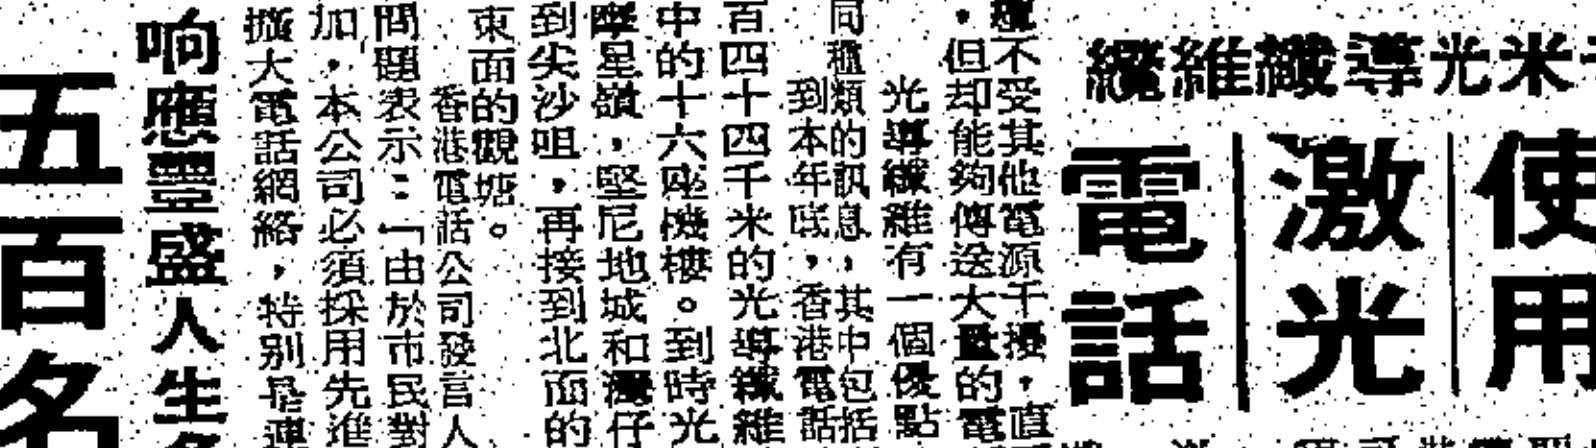 米光導纖維纜
使用
激光
電話
不受其他電源干擾，直
。但却能夠傳送大量的電
光導纖維有一個優點
同種類的訊息，其中包括
到本年底，香港電話
百四十四千米的光導纖維
中的十六座機樓。到時光
摩星嶺，堅尼地城和灣仔
到尖沙咀，再接到北面的
東面的觀塘。
香港電話公司發言人
問題表示：「由於市民對
加，本公司必須採用先進
擴大電話網絡，特别是連
响應豐盛人生
五百名